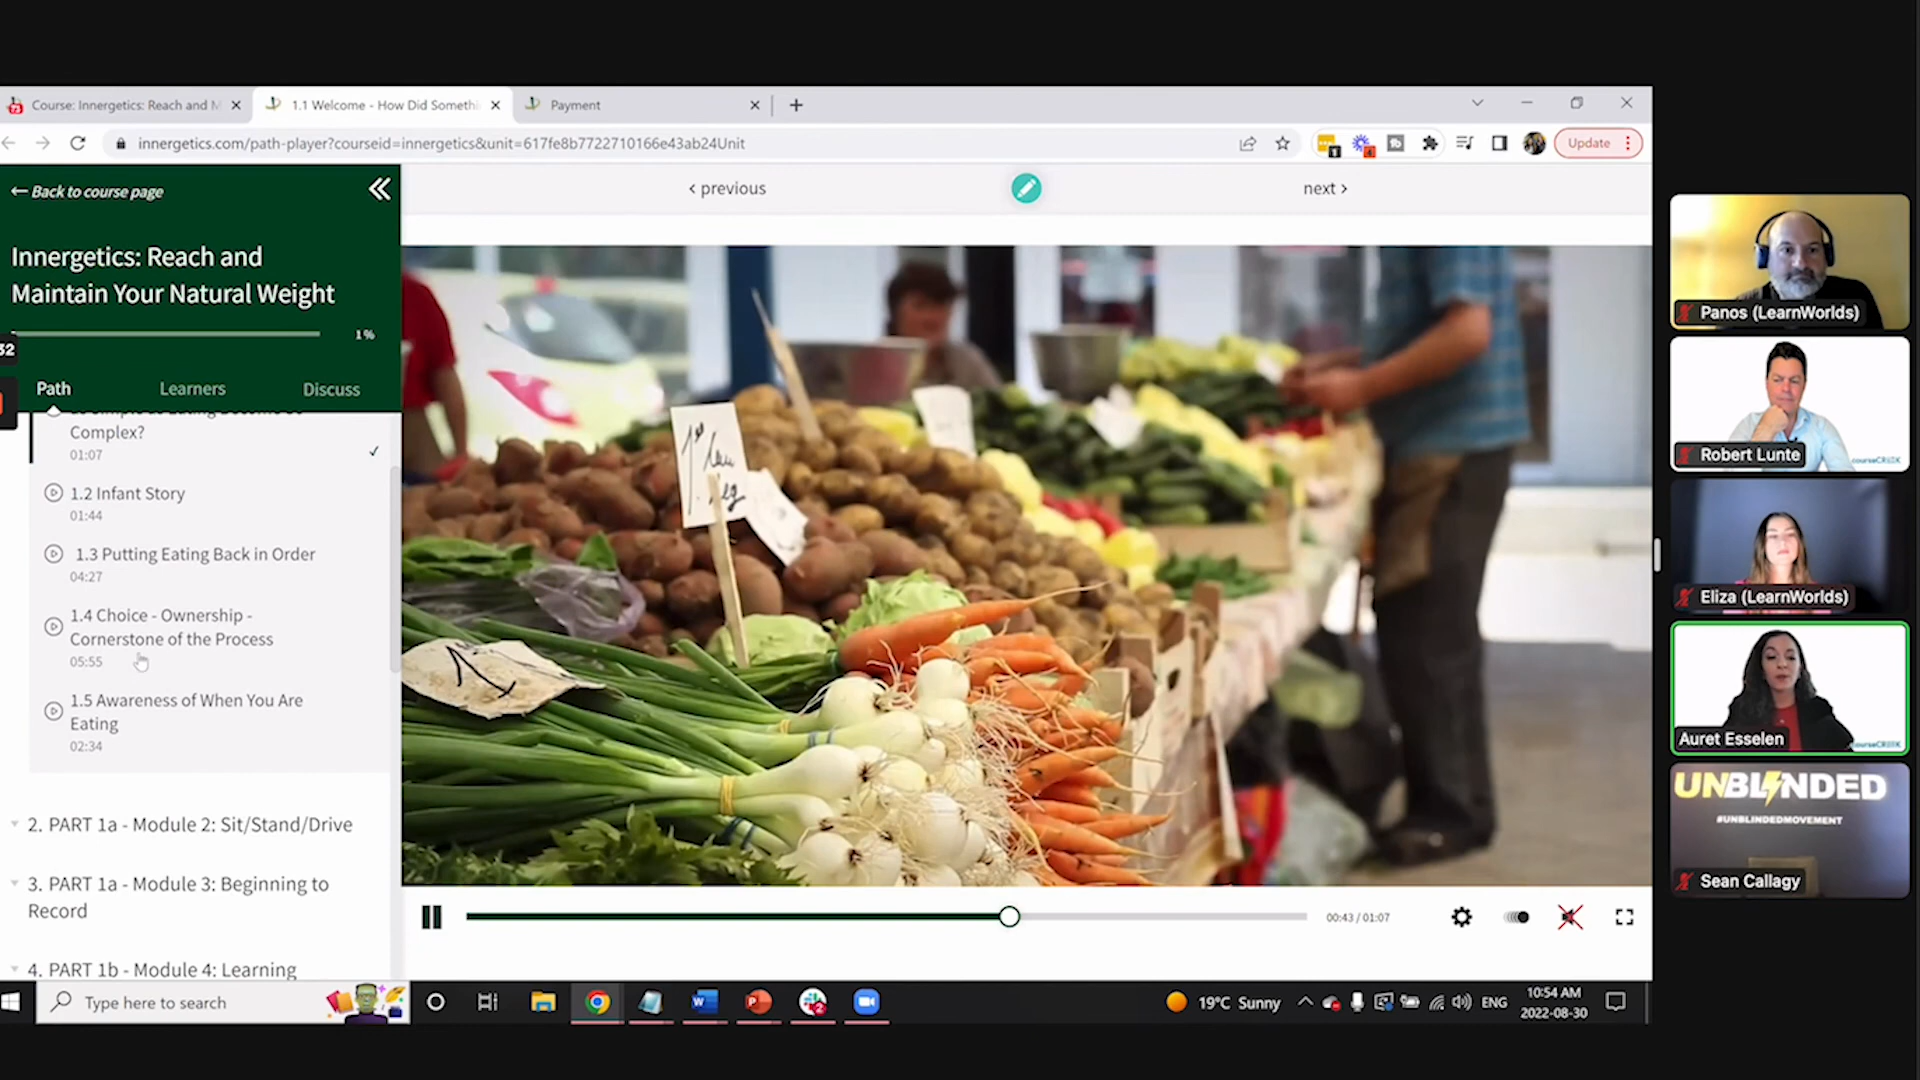 Course: Innergetics: Reach and M
1.1 Welcome - How Did Somethi
Payment
innergetics.com/path-player?courseid=innergetics&unit=617fe8b7722710166e43ab24Unit
Update
← Back to course page
Innergetics: Reach and
Maintain Your Natural Weight
1%
32
Path
Learners
Discuss
Complex?
01:07
1.2 Infant Story
01:44
1.3 Putting Eating Back in Order
04:27
1.4 Choice - Ownership -
Cornerstone of the Process
05:55
1.5 Awareness of When You Are
Eating
02:34
2. PART 1a - Module 2: Sit/Stand/Drive
3. PART 1a - Module 3: Beginning to
Record
4. PART 1b - Module 4: Learning
< previous
next >
00:43 / 01:07
Panos (LearnWorlds)
Robert Lunte
courseCREEK
Eliza (LearnWorlds)
Auret Esselen
courseCREEK
UNBLINDED
#UNBLINDEDMOVEMENT
Sean Callagy
Type here to search
19°C Sunny
ENG
10:54 AM
2022-08-30